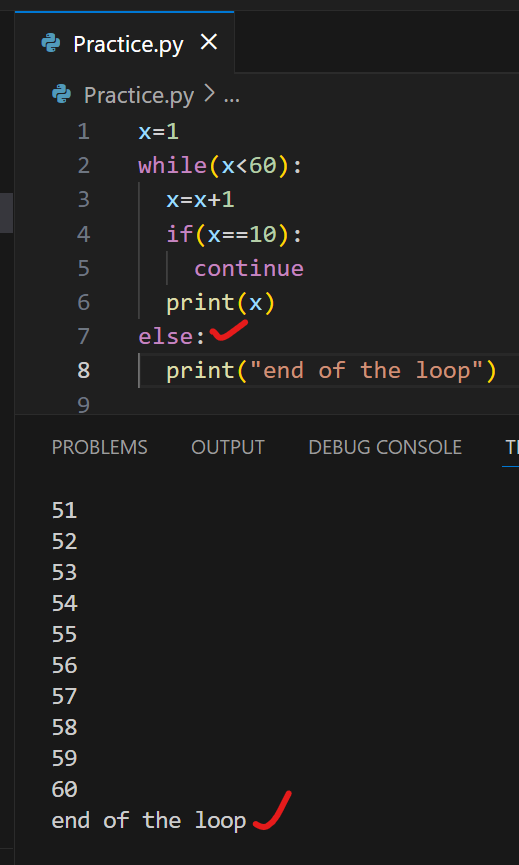 Practice.py ×
Practice.py > ...
1 x=1
2 while(x<60):
3 x=x+1
4 if(x==10):
5 continue
6 print(x)
7 else:
8 print("end of the loop")
9
PROBLEMS OUTPUT DEBUG CONSOLE
51
52
53
54
55
56
57
58
59
60
end of the loop